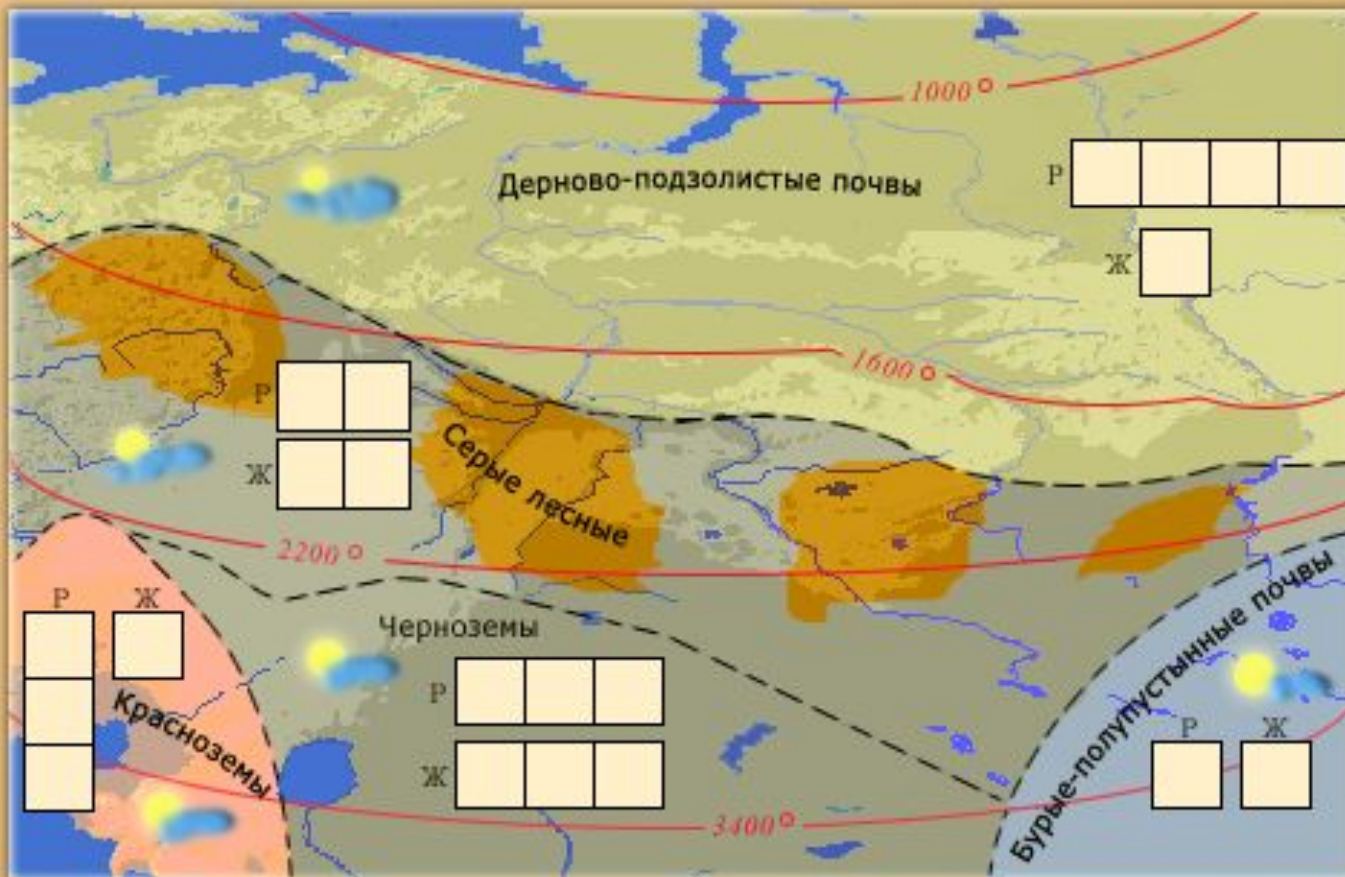 1000°
Дерново-подзолистые почвы
Р
Ж
1600°
Р
Ж
Серые лесные
2200°
Р Ж
Черноземы
Р
Ж
Красноземы
Бурые-полупустынные почвы
Р Ж
3400°